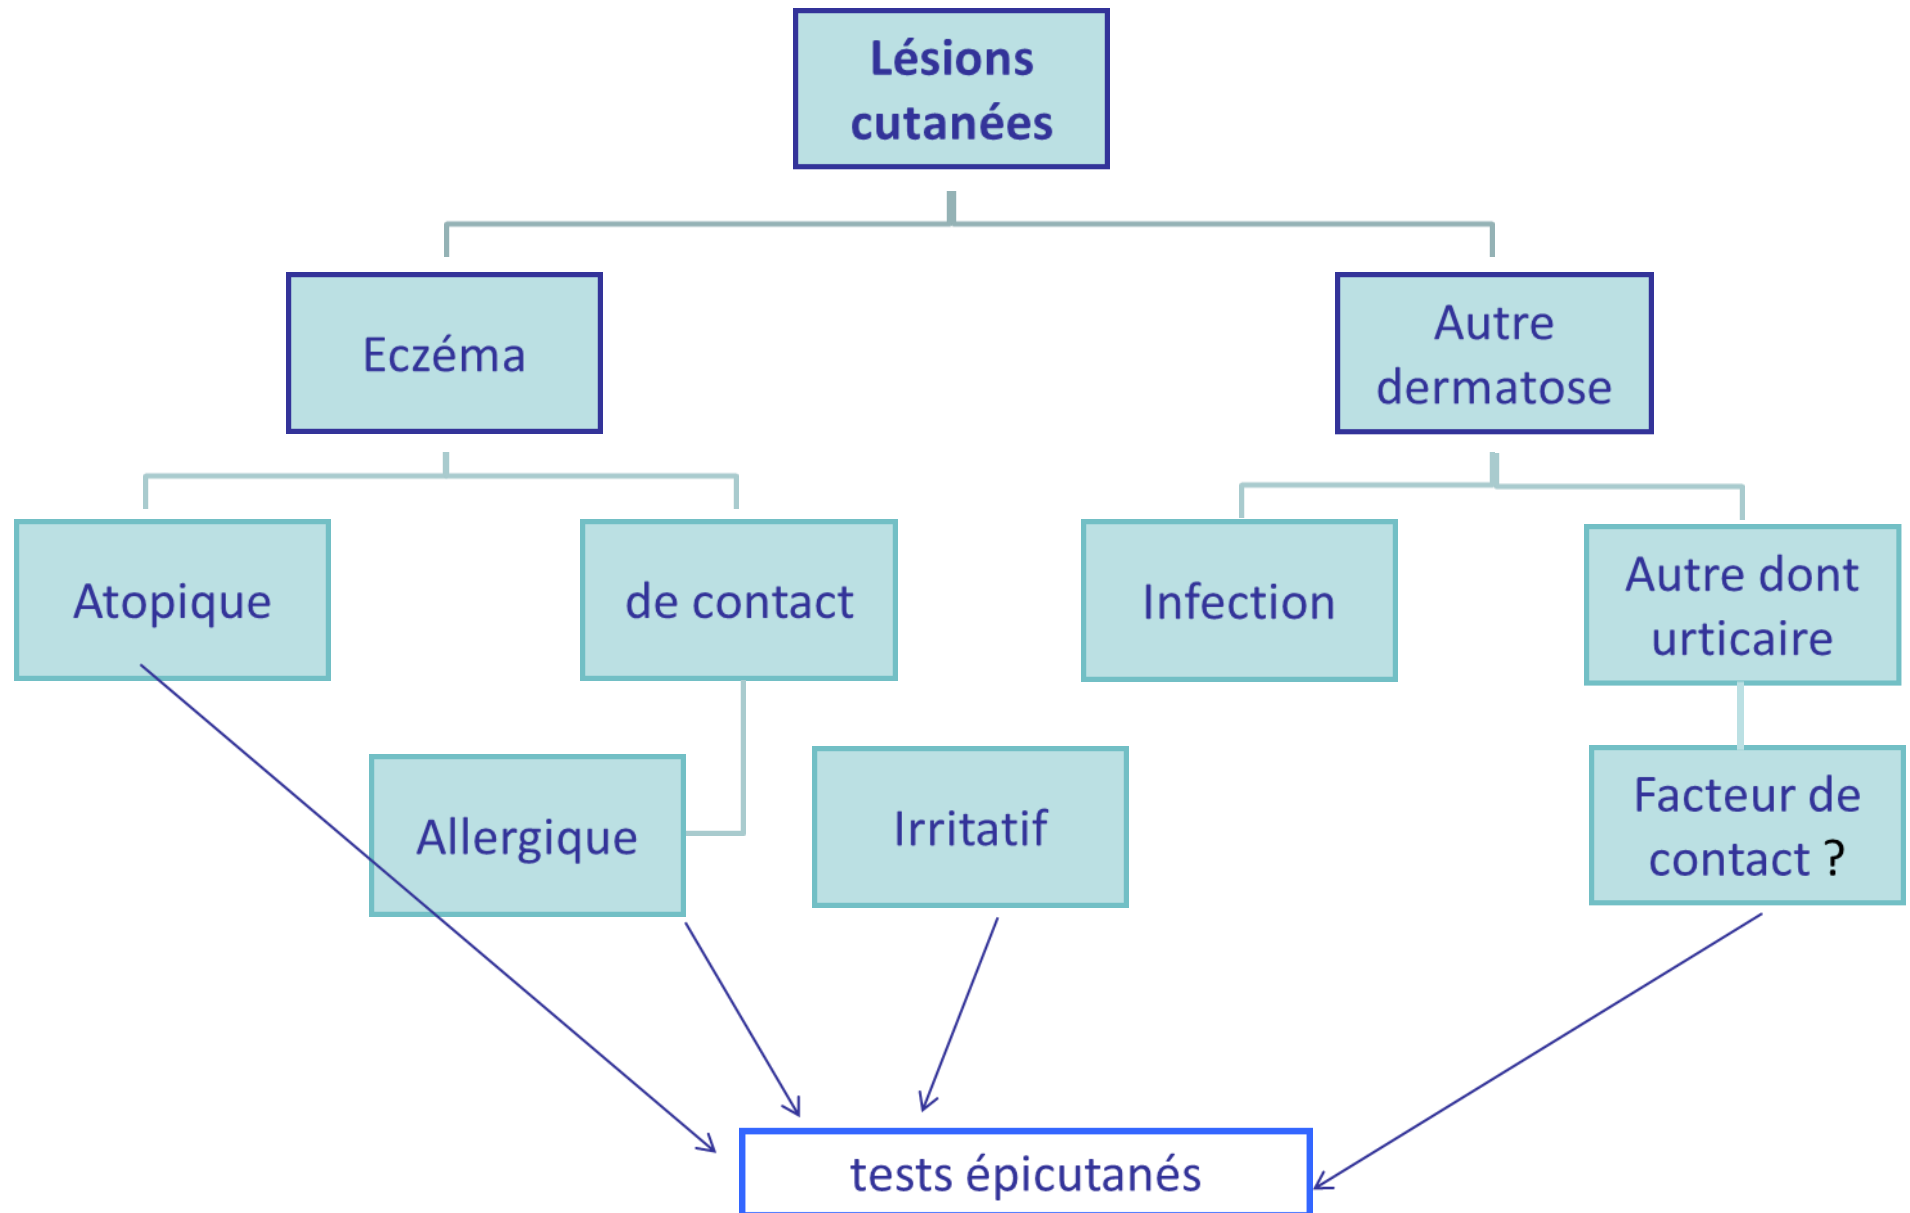 Lésions
cutanées
Eczéma
Autre
dermatose
Atopique
de contact
Infection
Autre dont
urticaire
Allergique
Irritatif
Facteur de
contact ?
tests épicutanés